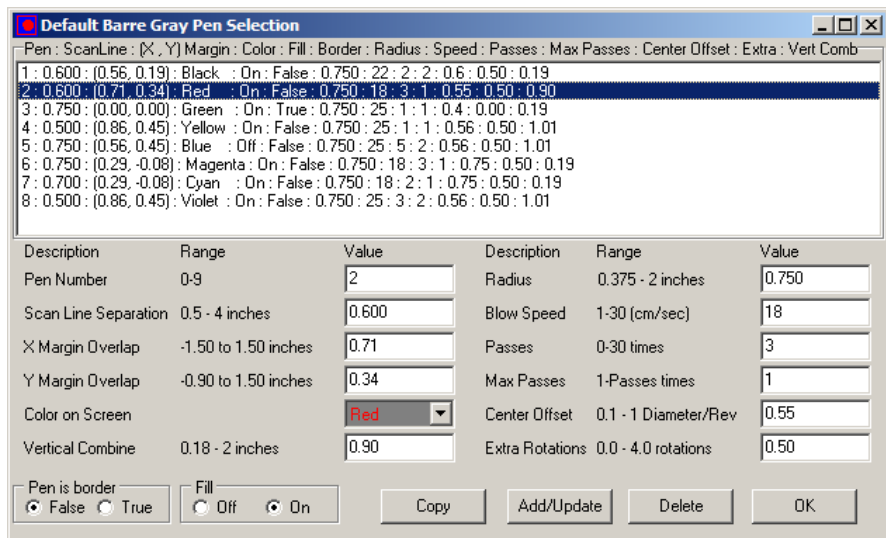 Default Barre Gray Pen Selection
Pen : ScanLine : (X , Y) Margin : Color : Fill : Border : Radius : Speed : Passes : Max Passes : Center Offset : Extra : Vert Comb
1 : 0.600 : (0.56, 0.19) : Black : On : False : 0.750 : 22 : 2 : 2 : 0.6 : 0.50 : 0.19
2 : 0.600 : (0.71, 0.34) : Red : On : False : 0.750 : 18 : 3 : 1 : 0.55 : 0.50 : 0.90
3 : 0.750 : (0.00, 0.00) : Green : On : True : 0.750 : 25 : 1 : 1 : 0.4 : 0.00 : 0.19
4 : 0.500 : (0.86, 0.45) : Yellow : On : False : 0.750 : 25 : 1 : 1 : 0.56 : 0.50 : 1.01
5 : 0.750 : (0.56, 0.45) : Blue : Off : False : 0.750 : 25 : 5 : 2 : 0.56 : 0.50 : 1.01
6 : 0.750 : (0.29, -0.08) : Magenta : On : False : 0.750 : 18 : 3 : 1 : 0.75 : 0.50 : 0.19
7 : 0.700 : (0.29, -0.08) : Cyan : On : False : 0.750 : 18 : 2 : 1 : 0.75 : 0.50 : 0.19
8 : 0.500 : (0.86, 0.45) : Violet : On : False : 0.750 : 25 : 3 : 2 : 0.56 : 0.50 : 1.01
Description Range Value Description Range Value
Pen Number 0-9 2 Radius 0.375 - 2 inches 0.750
Scan Line Separation 0.5 - 4 inches 0.600 Blow Speed 1-30 (cm/sec) 18
X Margin Overlap -1.50 to 1.50 inches 0.71 Passes 0-30 times 3
Y Margin Overlap -0.90 to 1.50 inches 0.34 Max Passes 1-Passes times 1
Color on Screen Red Center Offset 0.1 - 1 Diameter/Rev 0.55
Vertical Combine 0.18 - 2 inches 0.90 Extra Rotations 0.0 - 4.0 rotations 0.50
Pen is border Fill
False True Off On Copy Add/Update Delete OK